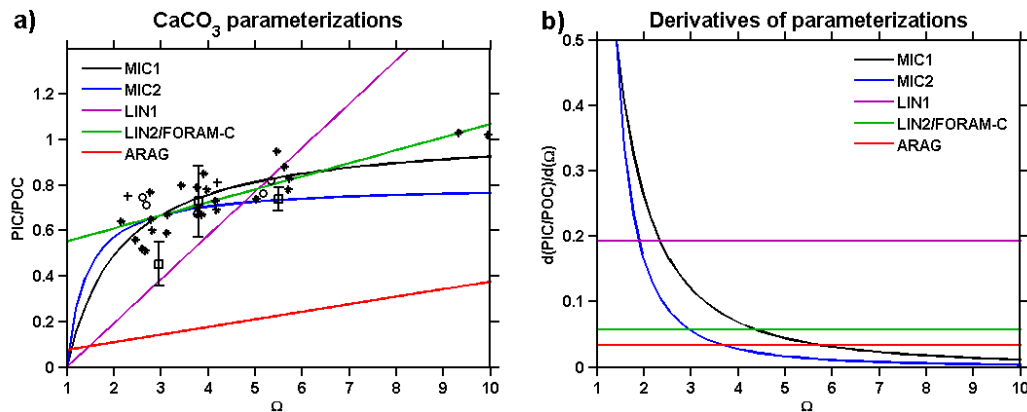 a) CaCO3 parameterizations
PIC/POC
1.2
1
0.8
0.6
0.4
0.2
0
MIC1
MIC2
LIN1
LIN2/FORAM-C
ARAG
1 2 3 4 5 6 7 8 9 10
Ω
b) Derivatives of parameterizations
d(PIC/POC)/d(Ω)
0.5
0.4
0.3
0.2
0.1
0
MIC1
MIC2
LIN1
LIN2/FORAM-C
ARAG
1 2 3 4 5 6 7 8 9 10
Ω